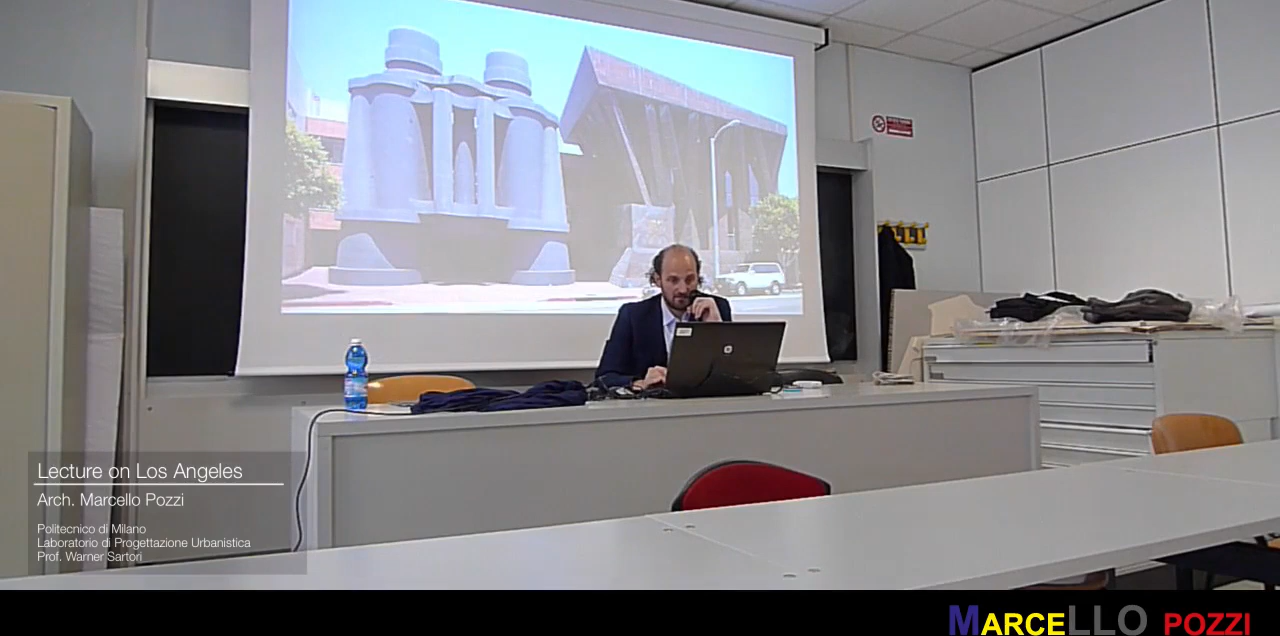 Lecture on Los Angeles
Arch. Marcello Pozzi
Politecnico di Milano
Laboratorio di Progettazione Urbanistica
Prof. Warner Sartori
MARCELLO POZZI